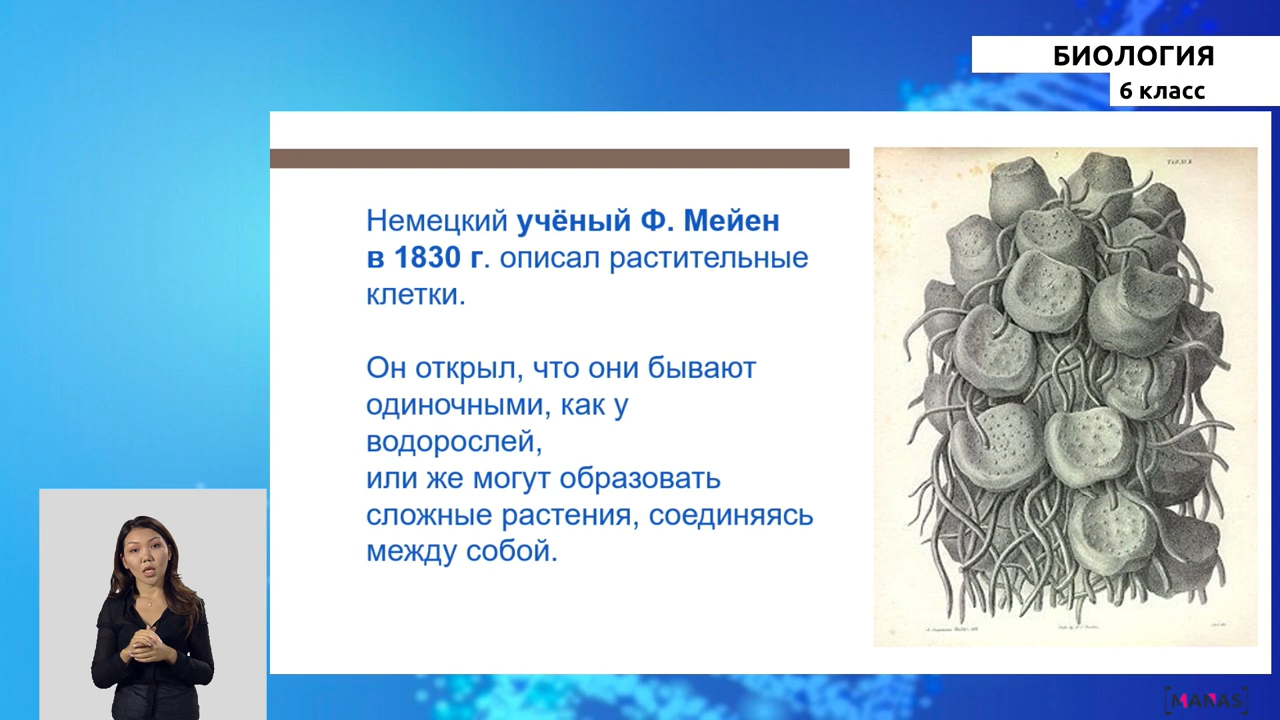 БИОЛОГИЯ
6 класс
Немецкий учёный Ф. Мейен
в 1830 г. описал растительные
клетки.
Он открыл, что они бывают
одиночными, как у
водорослей,
или же могут образовать
сложные растения, соединяясь
между собой.
[MANAS]